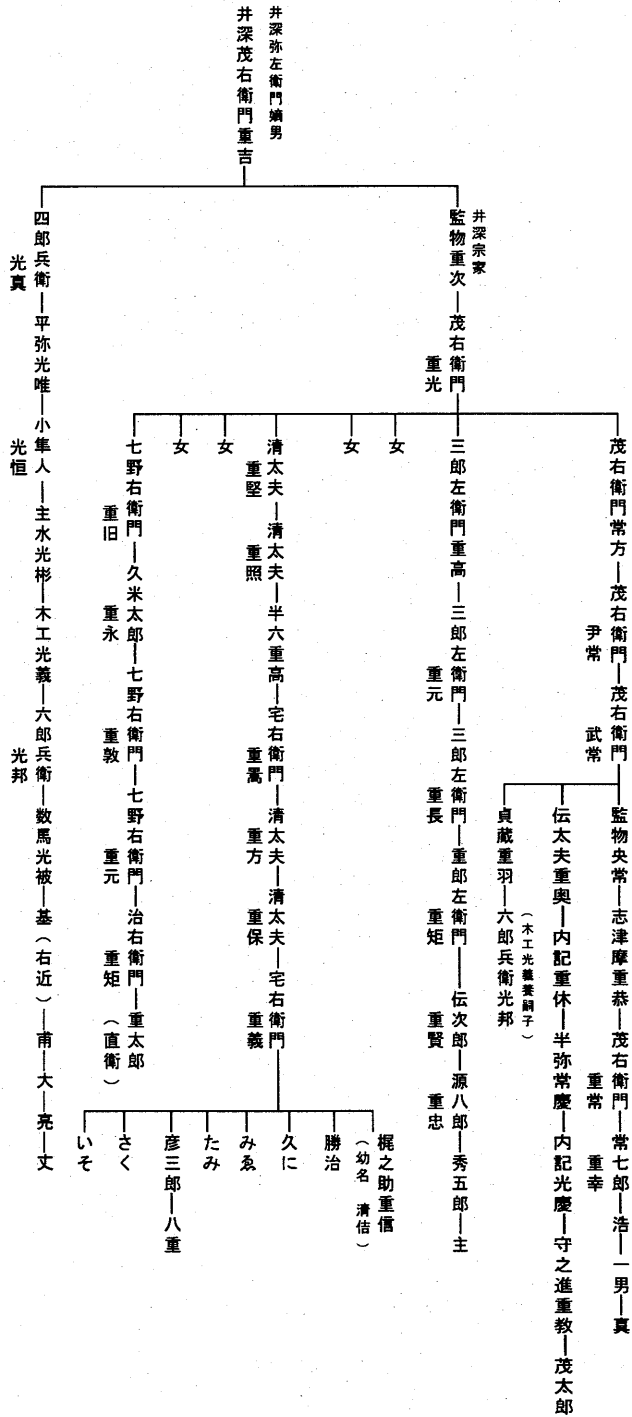 井深弥左衛門嫡男
井深茂右衛門重吉
井深宗家
監物重次―茂右衛門重光
茂右衛門常方―茂右衛門尹常―茂右衛門武常
監物央常―志津摩重恭―茂右衛門重常―常七郎重幸―浩―一男―真
伝太夫重奥―内記重休―半弥常慶―内記光慶―守之進重教―茂太郎
貞蔵重羽―六郎兵衛光邦
(木工光義養嗣子)
三郎左衛門重高―三郎左衛門重元―三郎左衛門重長―重郎左衛門重矩―伝次郎重賢―源八郎重忠―秀五郎―主
女
女
清太夫重堅―清太夫重照―半六重高―宅右衛門重嵩―清太夫重方―清太夫重保―宅右衛門重義
梶之助重信
(幼名 清佶)
勝治
久に
みゑ
たみ
彦三郎―八重
さく
いそ
女
女
七野右衛門重旧―久米太郎重永―七野右衛門重敦―七野右衛門重元―治右衛門重矩―重太郎(直衛)
四郎兵衛光真―平弥光唯―小隼人光恒―主水光彬―木工光義―六郎兵衛光邦―数馬光被―基(右近)―甫―大―亮―丈